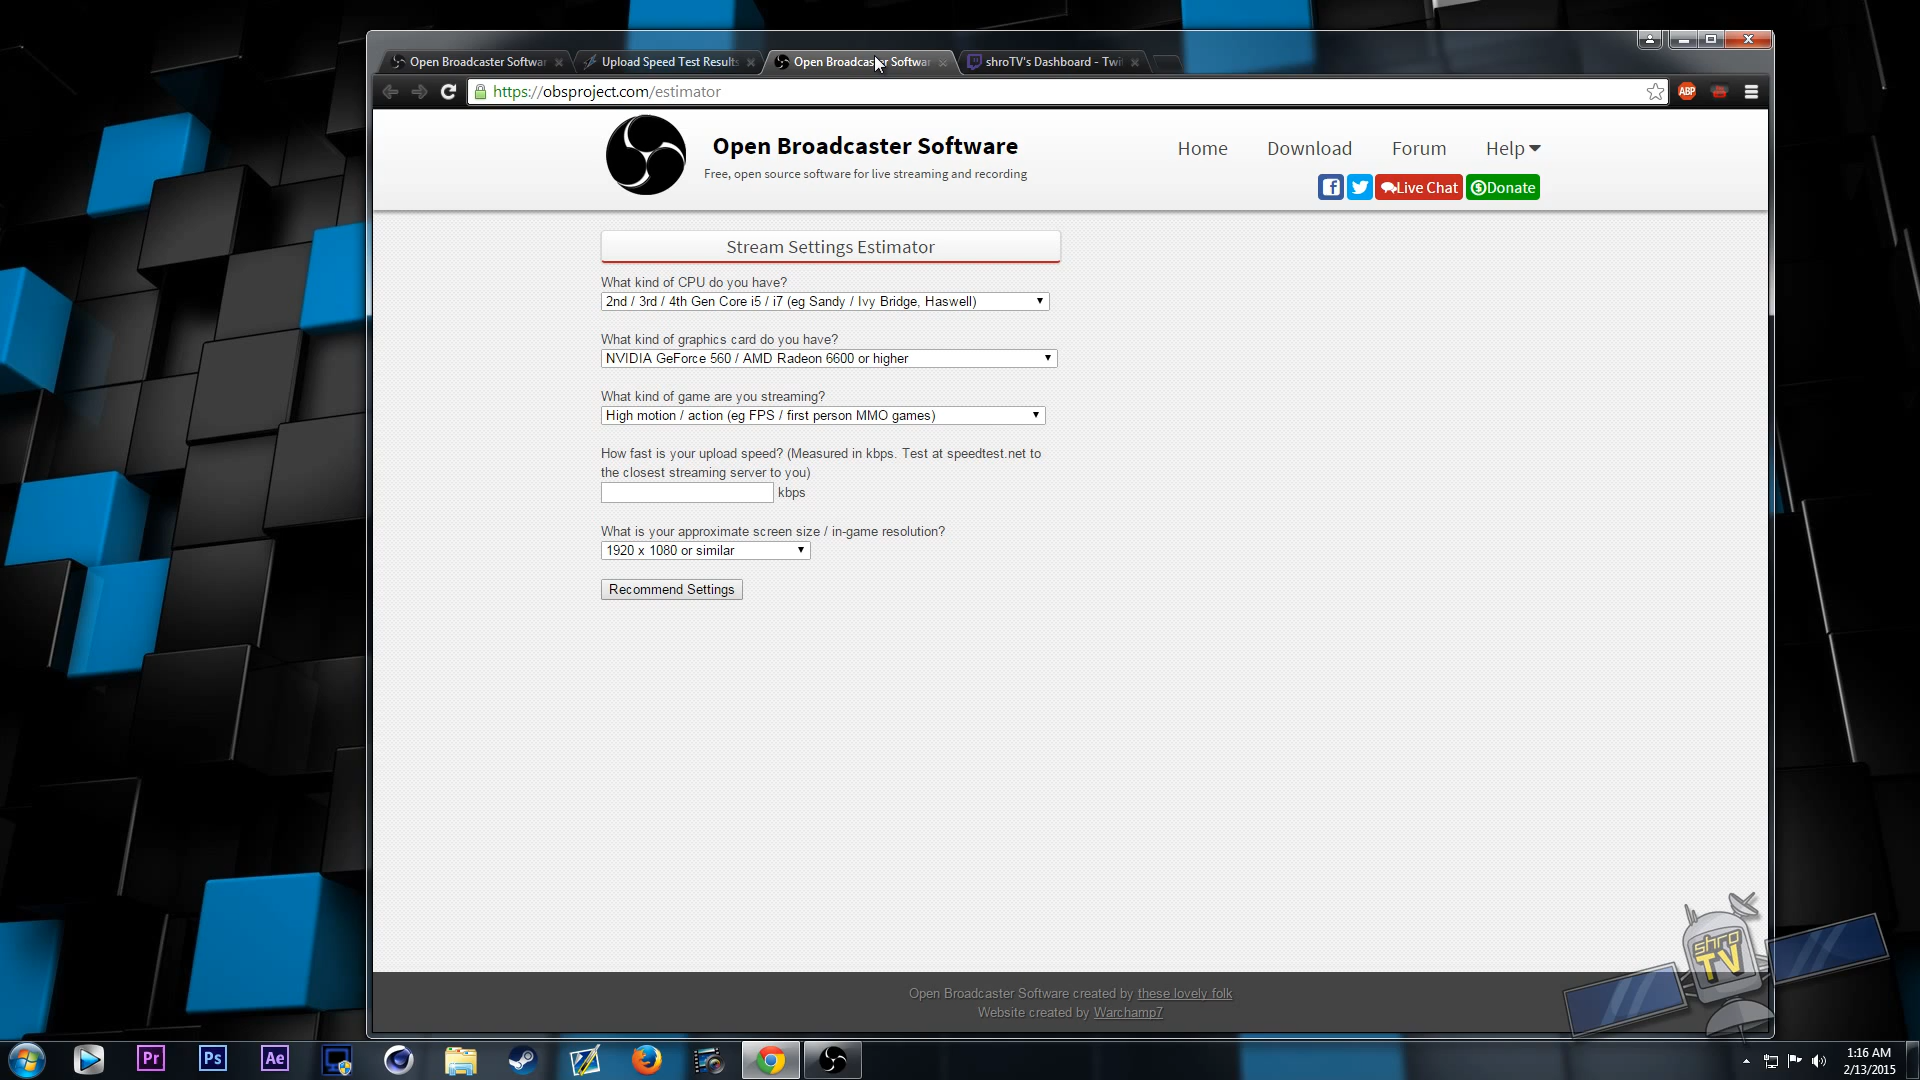 Open Broadcaster Softwar
Upload Speed Test Results
Open Broadcaster Softwar
shroTV's Dashboard - Twi
https://obsproject.com/estimator
ABP
Open Broadcaster Software
Free, open source software for live streaming and recording
Home
Download
Forum
Help
Live Chat
Donate
Stream Settings Estimator
What kind of CPU do you have?
2nd / 3rd / 4th Gen Core i5 / i7 (eg Sandy / Ivy Bridge, Haswell)
What kind of graphics card do you have?
NVIDIA GeForce 560 / AMD Radeon 6600 or higher
What kind of game are you streaming?
High motion / action (eg FPS / first person MMO games)
How fast is your upload speed? (Measured in kbps. Test at speedtest.net to
the closest streaming server to you)
kbps
What is your approximate screen size / in-game resolution?
1920 x 1080 or similar
Recommend Settings
shro
TV
Open Broadcaster Software created by these lovely folk
Website created by Warchamp7
Pr
Ps
Ae
1:16 AM
2/13/2015